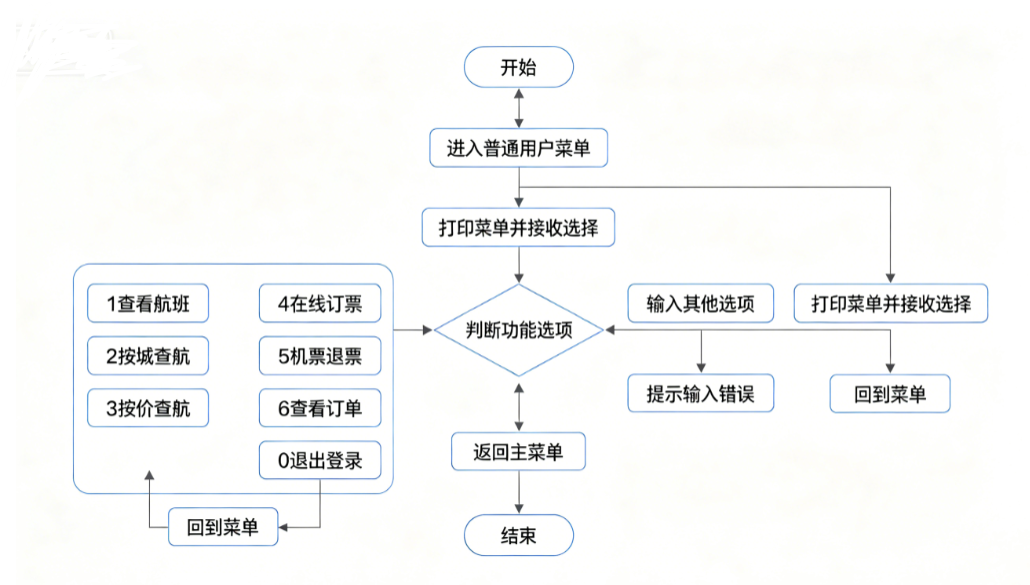 开始
进入普通用户菜单
打印菜单并接收选择
1查看航班
4在线订票
判断功能选项
输入其他选项
打印菜单并接收选择
2按城查航
5机票退票
3按价查航
6查看订单
提示输入错误
回到菜单
0退出登录
返回主菜单
回到菜单
结束